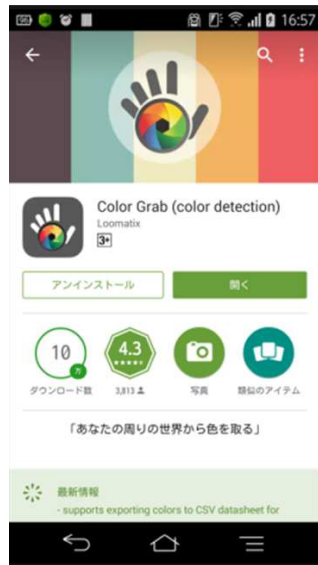 16:57
Color Grab (color detection)
Loomatix
3+
アンインストール
開く
10
万
4.3
ダウンロード数
3,813
写真
類似のアイテム
「あなたの周りの世界から色を取る」
最新情報
- supports exporting colors to CSV datasheet for